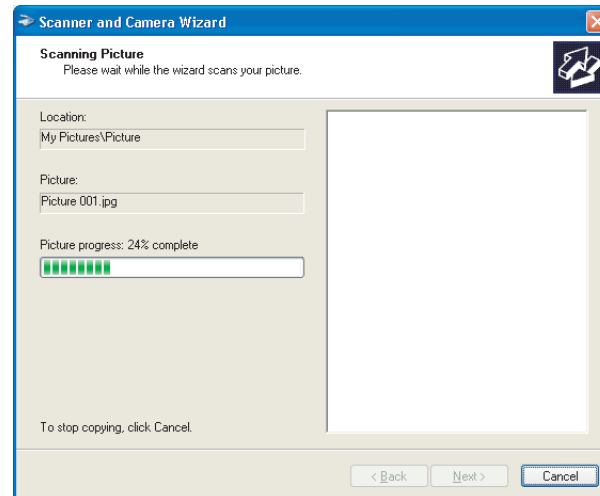 Scanner and Camera Wizard
Scanning Picture
Please wait while the wizard scans your picture.
Location:
My Pictures\Picture
Picture:
Picture 001.jpg
Picture progress: 24% complete
To stop copying, click Cancel.
< Back Next > Cancel